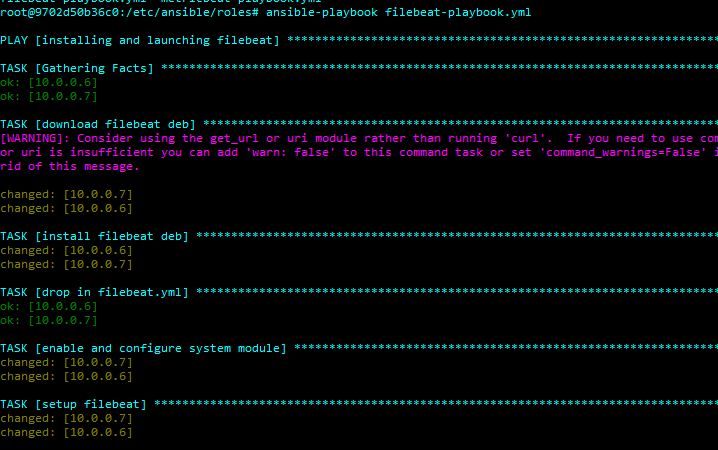 root@9702d50b36c0:/etc/ansible/roles# ansible-playbook filebeat-playbook.yml
PLAY [installing and launching filebeat] **************************************************************
TASK [Gathering Facts] ********************************************************************************
ok: [10.0.0.6]
ok: [10.0.0.7]
TASK [download filebeat deb] **************************************************************************
[WARNING]: Consider using the get_url or uri module rather than running 'curl'.  If you need to use
or uri is insufficient you can add 'warn: false' to this command task or set 'command_warnings=False'
rid of this message.
changed: [10.0.0.7]
changed: [10.0.0.6]
TASK [install filebeat deb] ***************************************************************************
changed: [10.0.0.6]
changed: [10.0.0.7]
TASK [drop in filebeat.yml] ***************************************************************************
ok: [10.0.0.6]
ok: [10.0.0.7]
TASK [enable and configure system module] *************************************************************
changed: [10.0.0.7]
changed: [10.0.0.6]
TASK [setup filebeat] *********************************************************************************
changed: [10.0.0.7]
changed: [10.0.0.6]